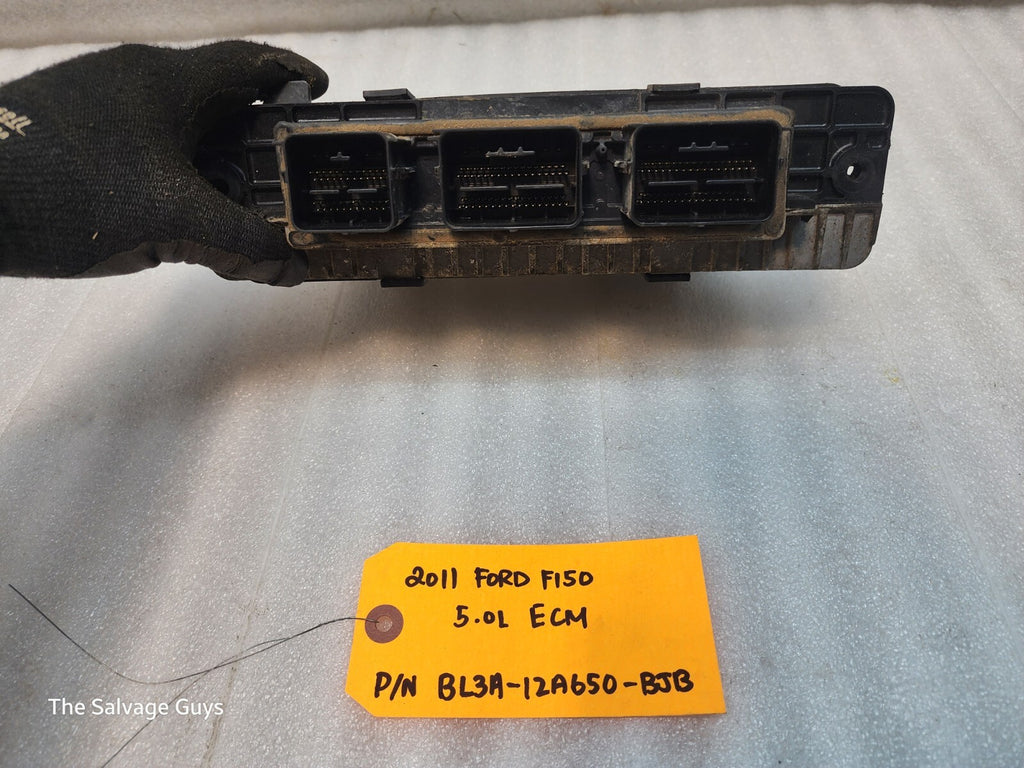 2011 FORD F150
5.0L ECM
P/N BL3A-12A650-BJB
The Salvage Guys